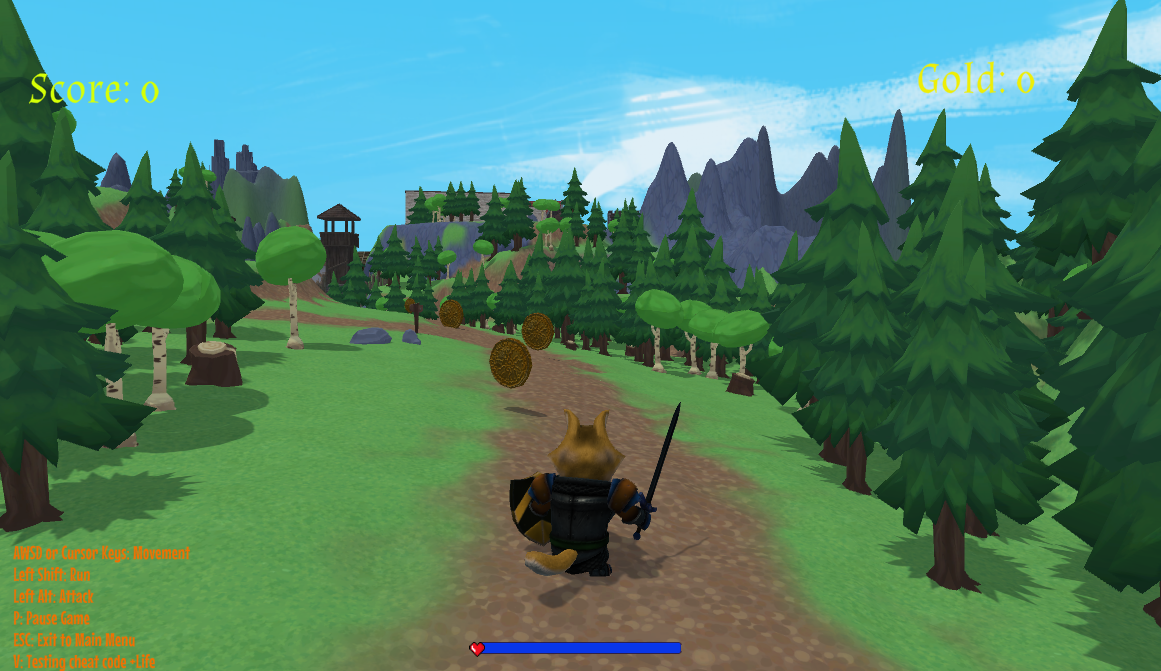 Score: 0
Gold: 0
AWSD or Cursor Keys: Movement
Left Shift: Run
Left Alt: Attack
P: Pause Game
ESC: Exit to Main Menu
V: Testing cheat code +Life